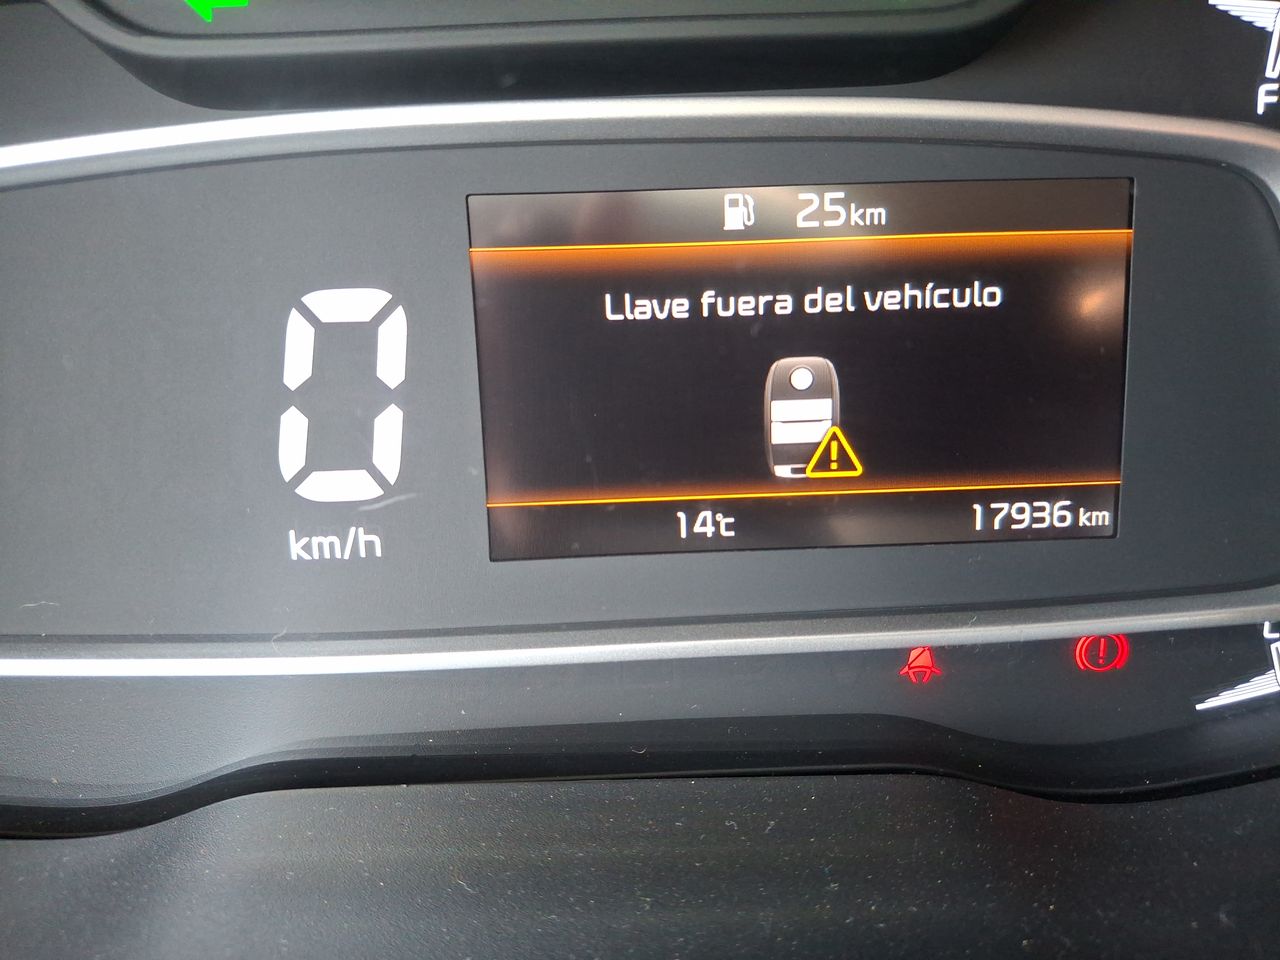 F
25km
Llave fuera del vehículo
0
km/h
14℃
17936 km